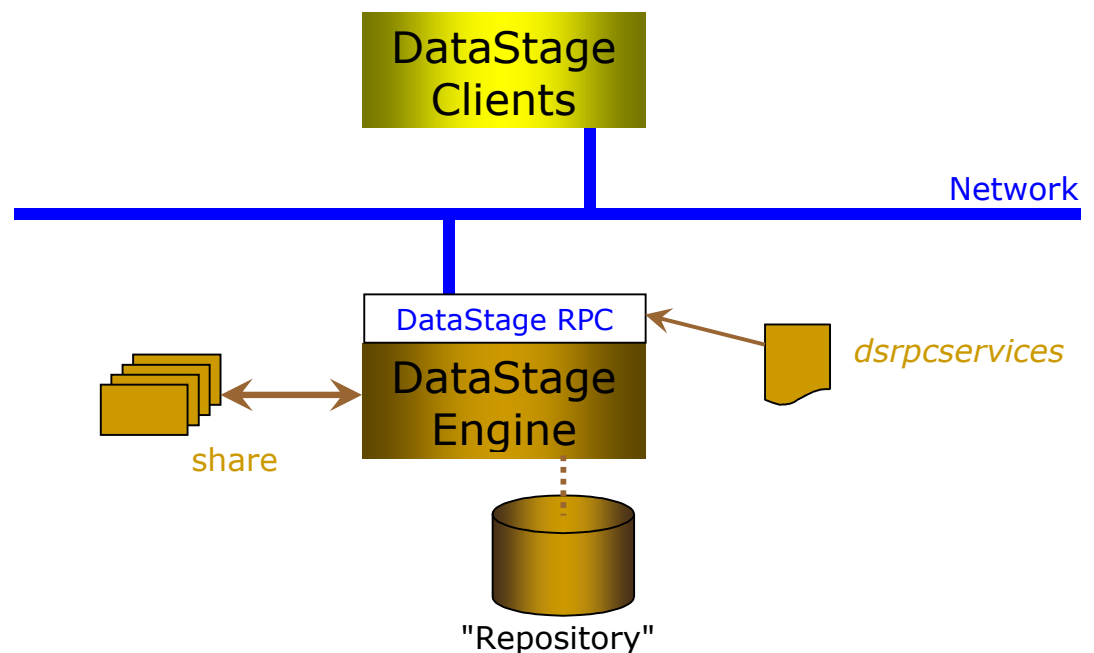 DataStage
Clients
Network
DataStage RPC
dsrpcservices
DataStage
Engine
share
"Repository"